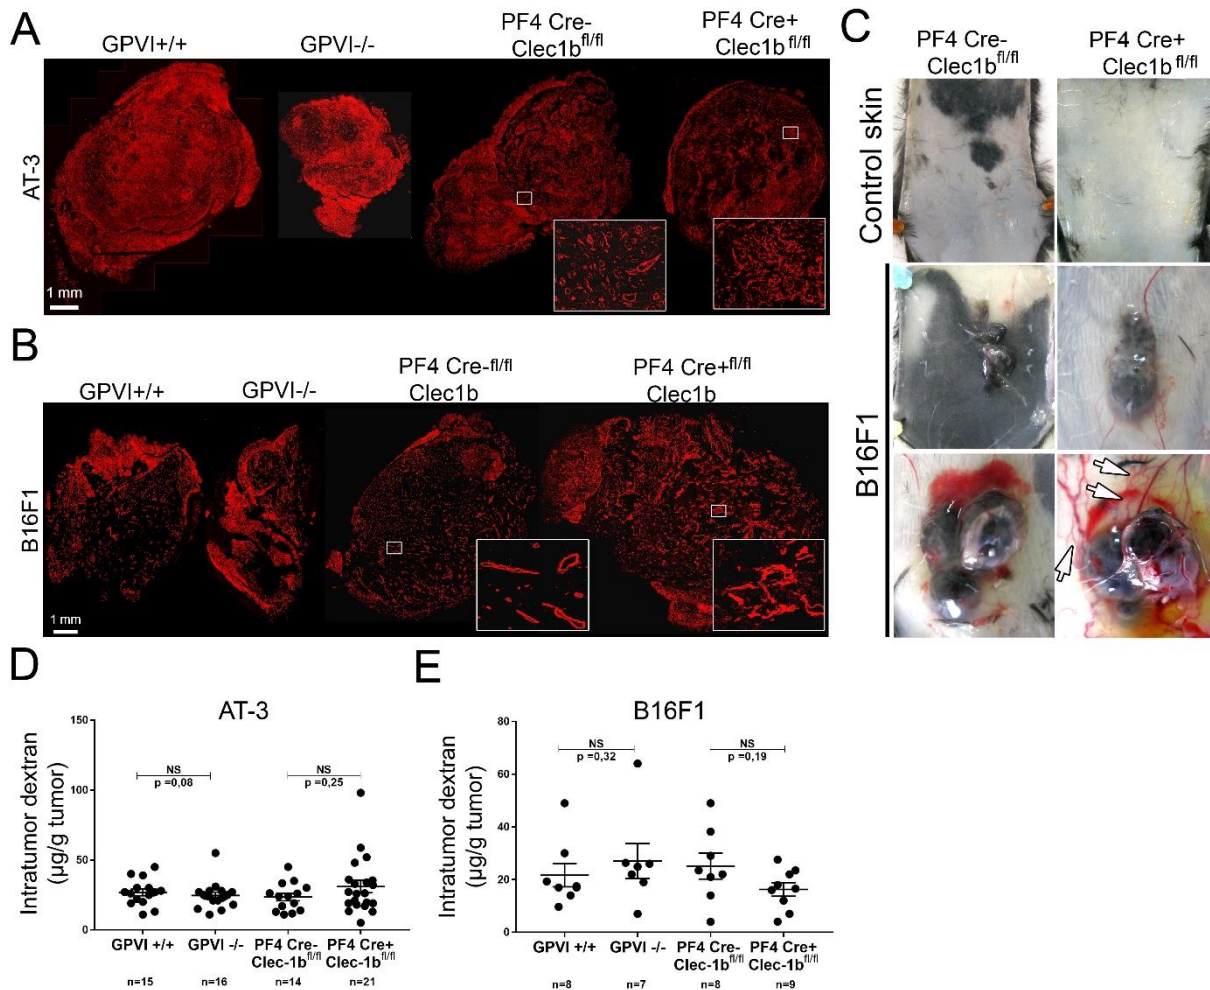 A
GPVI+/+
GPVI-/-
PF4 Cre-
Clec1b fl/fl
PF4 Cre+
Clec1b fl/fl
AT-3
1 mm
B
GPVI+/+
GPVI-/-
PF4 Cre-fl/fl
Clec1b
PF4 Cre+fl/fl
Clec1b
B16F1
1 mm
C
PF4 Cre-
Clec1b fl/fl
PF4 Cre+
Clec1b fl/fl
Control skin
B16F1
D
AT-3
Intratumor dextran
(µg/g tumor)
150
100
50
0
NS
p =0,08
NS
p =0,25
GPVI +/+
GPVI -/-
PF4 Cre-
Clec-1b fl/fl
PF4 Cre+
Clec-1b fl/fl
n=15
n=16
n=14
n=21
E
B16F1
Intratumor dextran
(µg/g tumor)
80
60
40
20
0
NS
p =0,32
NS
p =0,19
GPVI +/+
GPVI -/-
PF4 Cre-
Clec-1b fl/fl
PF4 Cre+
Clec-1b fl/fl
n=8
n=7
n=8
n=9